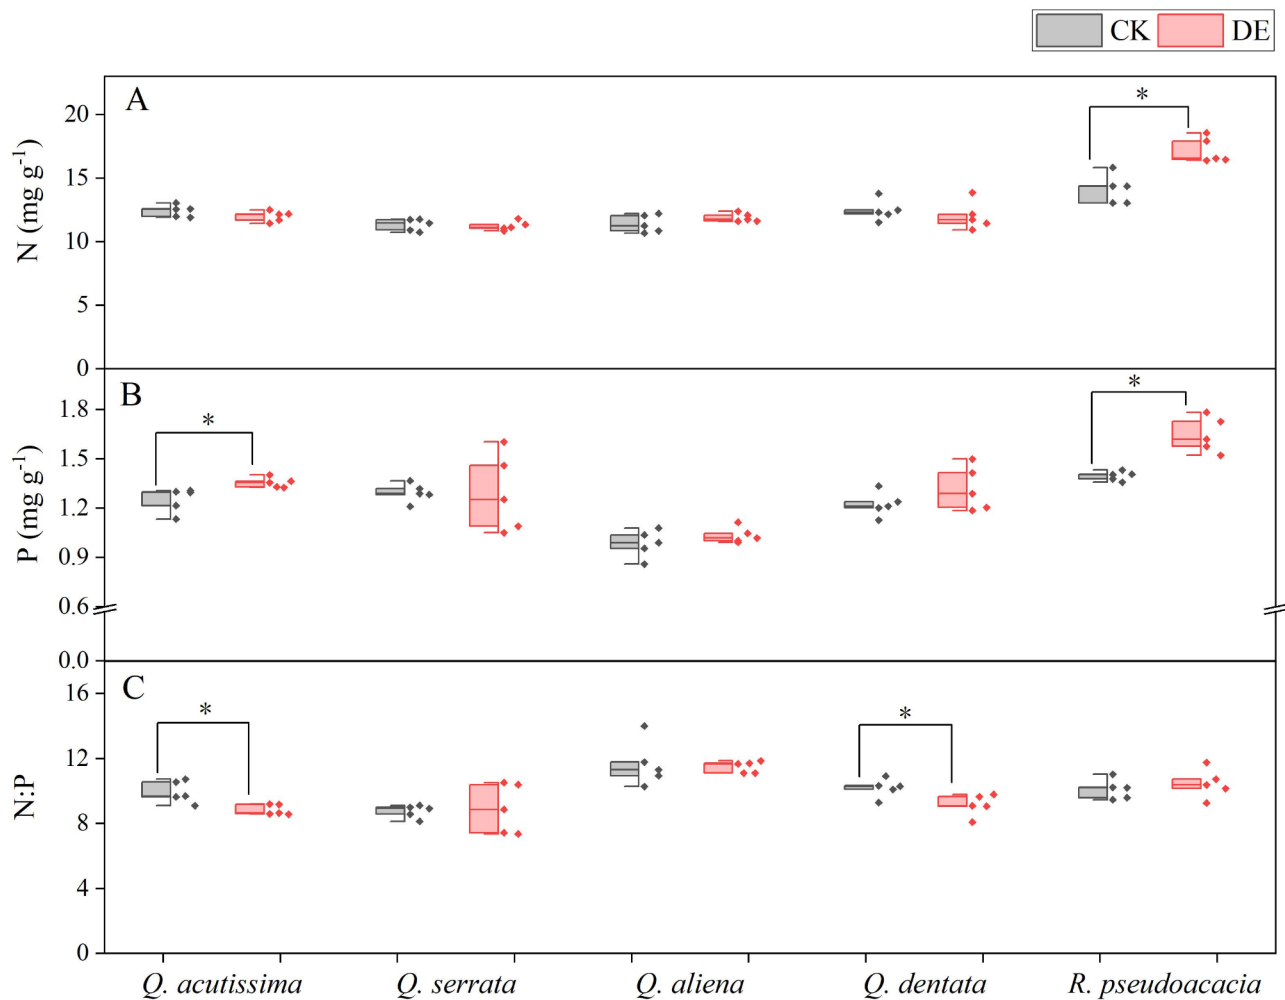 CK DE
A
20
15
10
5
0
N (mg g⁻¹)
*
B
1.8
1.5
1.2
0.9
0.6
0.0
P (mg g⁻¹)
*
*
C
16
12
8
4
0
N:P
*
*
Q. acutissima Q. serrata Q. aliena Q. dentata R. pseudoacacia